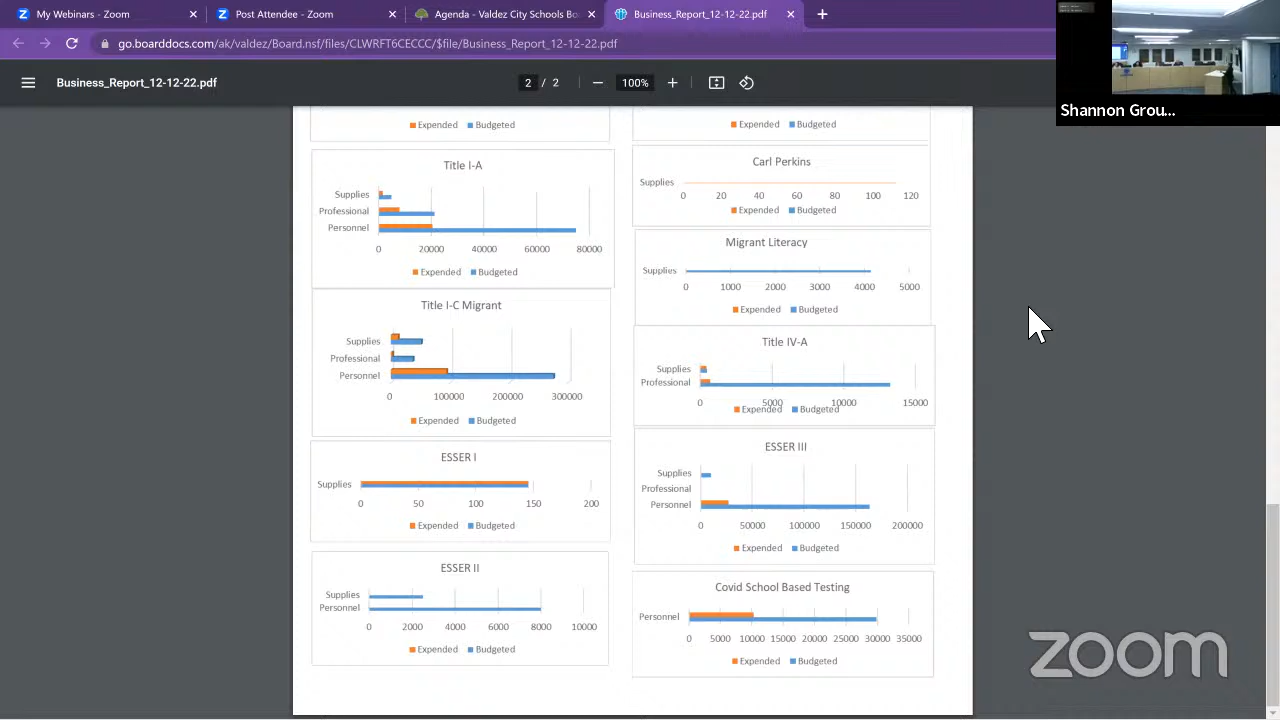 My Webinars - Zoom
Post Attendee - Zoom
Agenda - Valdez City Schools Bo
Business_Report_12-12-22.pdf
go.boarddocs.com/ak/valdez/Board.nsf/files/CLWRFT6CECCC/$file/Business_Report_12-12-22.pdf
Business_Report_12-12-22.pdf
2 / 2
100%
Shannon Grou...
Expended Budgeted
Expended Budgeted
Title I-A
Supplies
Professional
Personnel
0 20000 40000 60000 80000
Expended Budgeted
Carl Perkins
Supplies
0 20 40 60 80 100 120
Expended Budgeted
Migrant Literacy
Supplies
0 1000 2000 3000 4000 5000
Expended Budgeted
Title I-C Migrant
Supplies
Professional
Personnel
0 100000 200000 300000
Expended Budgeted
Title IV-A
Supplies
Professional
0 5000 10000 15000
Expended Budgeted
ESSER I
Supplies
0 50 100 150 200
Expended Budgeted
ESSER III
Supplies
Professional
Personnel
0 50000 100000 150000 200000
Expended Budgeted
ESSER II
Supplies
Personnel
0 2000 4000 6000 8000 10000
Expended Budgeted
Covid School Based Testing
Personnel
0 5000 10000 15000 20000 25000 30000 35000
Expended Budgeted
zoom